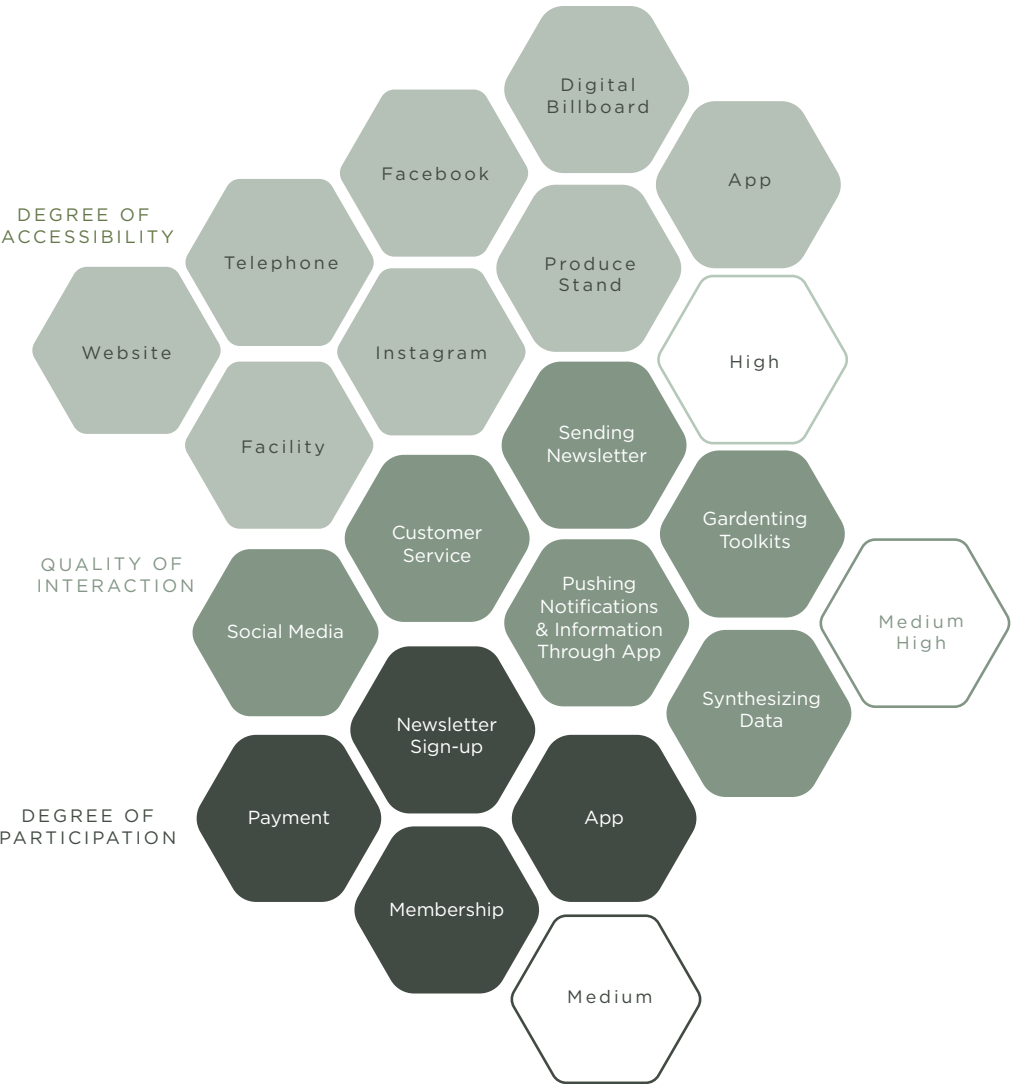 Digital
Billboard
Facebook
App
DEGREE OF
ACCESSIBILITY
Telephone
Produce
Stand
Website
Instagram
High
Facility
Sending
Newsletter
Customer
Service
Gardenting
Toolkits
QUALITY OF
INTERACTION
Social Media
Pushing
Notifications
& Information
Through App
Medium
High
Synthesizing
Data
Newsletter
Sign-up
DEGREE OF
PARTICIPATION
Payment
App
Membership
Medium